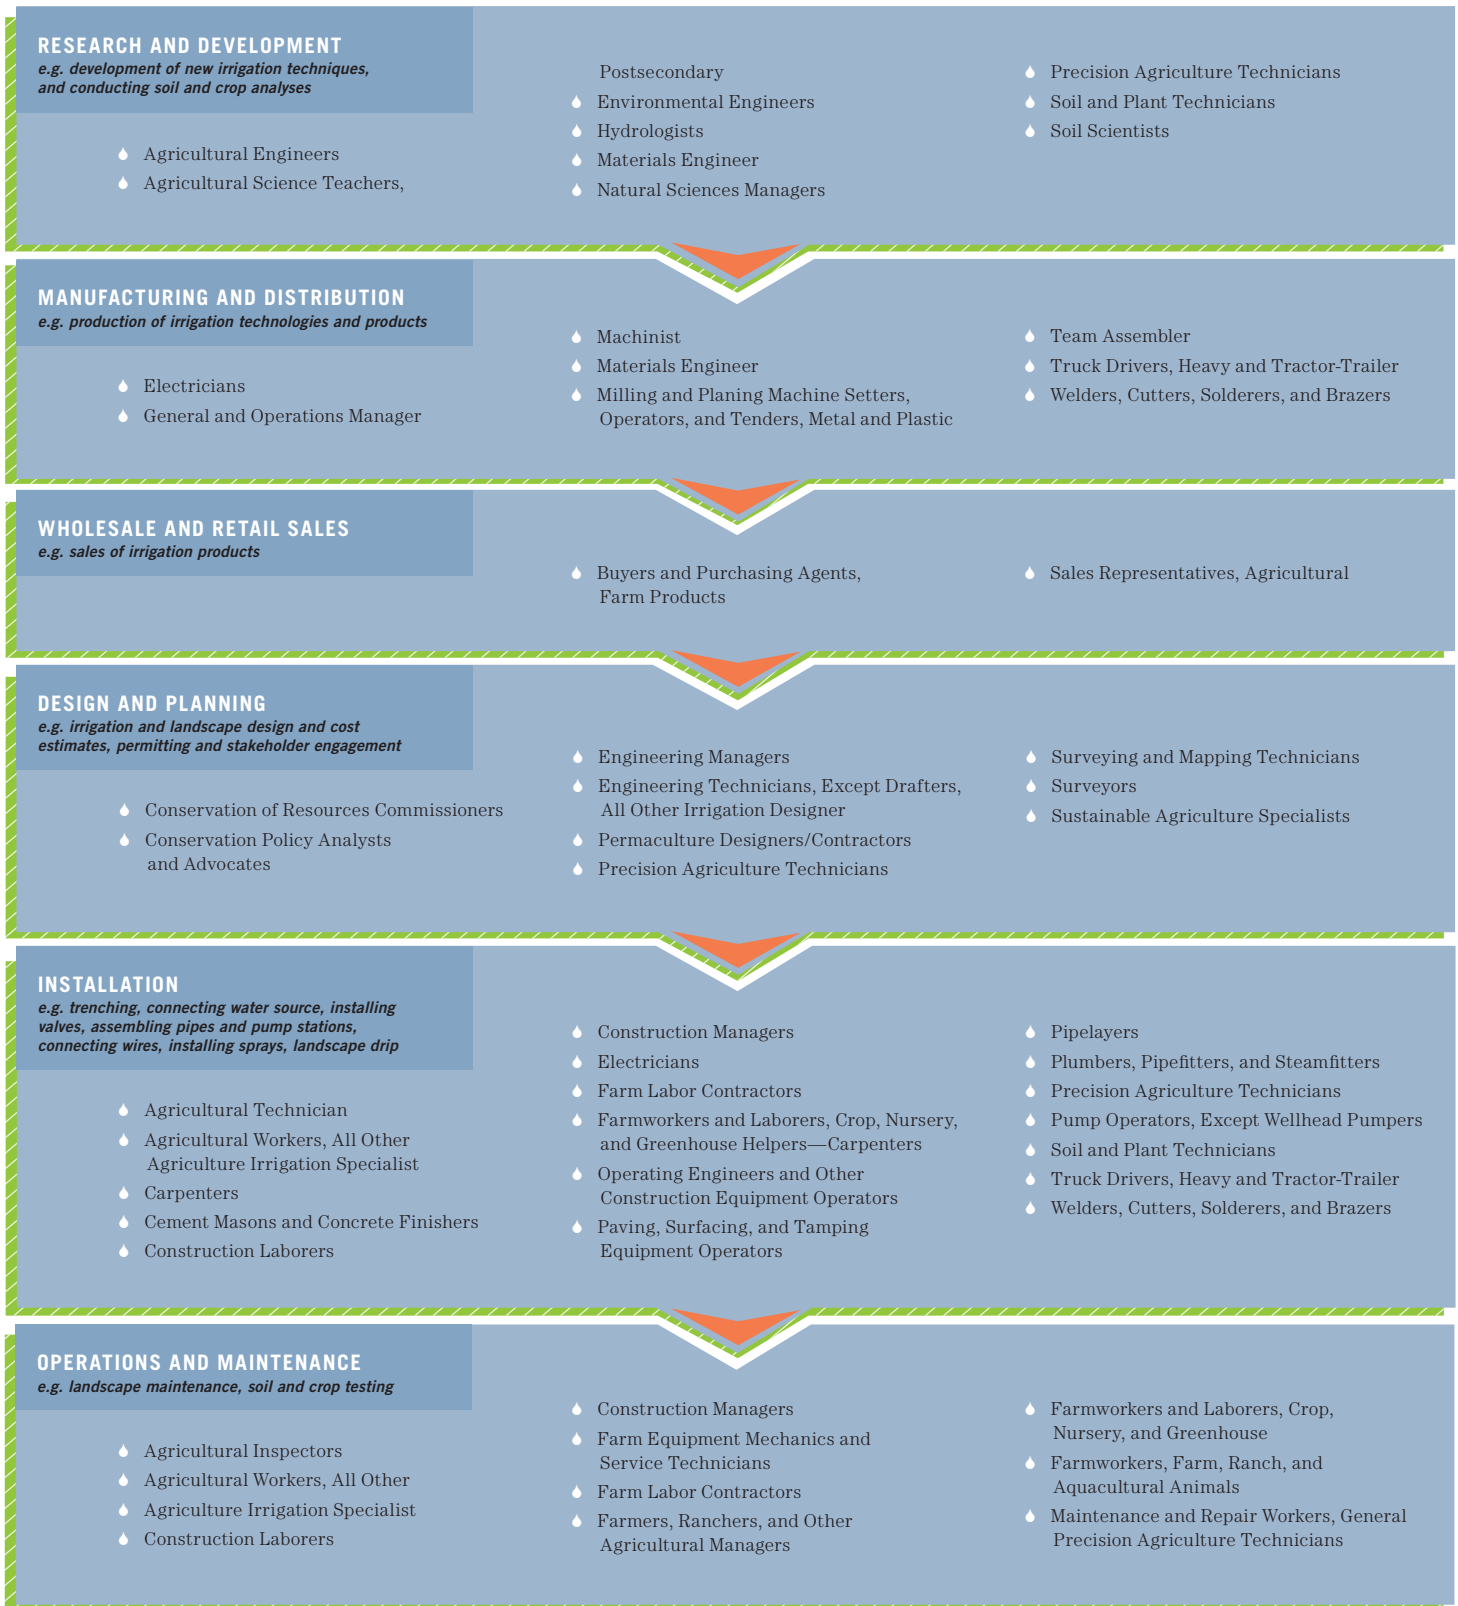 RESEARCH AND DEVELOPMENT
e.g. development of new irrigation techniques,
and conducting soil and crop analyses
Agricultural Engineers
Agricultural Science Teachers,
Postsecondary
Environmental Engineers
Hydrologists
Materials Engineer
Natural Sciences Managers
Precision Agriculture Technicians
Soil and Plant Technicians
Soil Scientists
MANUFACTURING AND DISTRIBUTION
e.g. production of irrigation technologies and products
Electricians
General and Operations Manager
Machinist
Materials Engineer
Milling and Planing Machine Setters,
Operators, and Tenders, Metal and Plastic
Team Assembler
Truck Drivers, Heavy and Tractor-Trailer
Welders, Cutters, Solderers, and Brazers
WHOLESALE AND RETAIL SALES
e.g. sales of irrigation products
Buyers and Purchasing Agents,
Farm Products
Sales Representatives, Agricultural
DESIGN AND PLANNING
e.g. irrigation and landscape design and cost
estimates, permitting and stakeholder engagement
Conservation of Resources Commissioners
Conservation Policy Analysts
and Advocates
Engineering Managers
Engineering Technicians, Except Drafters,
All Other Irrigation Designer
Permaculture Designers/Contractors
Precision Agriculture Technicians
Surveying and Mapping Technicians
Surveyors
Sustainable Agriculture Specialists
INSTALLATION
e.g. trenching, connecting water source, installing
valves, assembling pipes and pump stations,
connecting wires, installing sprays, landscape drip
Agricultural Technician
Agricultural Workers, All Other
Agriculture Irrigation Specialist
Carpenters
Cement Masons and Concrete Finishers
Construction Laborers
Construction Managers
Electricians
Farm Labor Contractors
Farmworkers and Laborers, Crop, Nursery,
and Greenhouse Helpers—Carpenters
Operating Engineers and Other
Construction Equipment Operators
Paving, Surfacing, and Tamping
Equipment Operators
Pipelayers
Plumbers, Pipefitters, and Steamfitters
Precision Agriculture Technicians
Pump Operators, Except Wellhead Pumpers
Soil and Plant Technicians
Truck Drivers, Heavy and Tractor-Trailer
Welders, Cutters, Solderers, and Brazers
OPERATIONS AND MAINTENANCE
e.g. landscape maintenance, soil and crop testing
Agricultural Inspectors
Agricultural Workers, All Other
Agriculture Irrigation Specialist
Construction Laborers
Construction Managers
Farm Equipment Mechanics and
Service Technicians
Farm Labor Contractors
Farmers, Ranchers, and Other
Agricultural Managers
Farmworkers and Laborers, Crop,
Nursery, and Greenhouse
Farmworkers, Farm, Ranch, and
Aquacultural Animals
Maintenance and Repair Workers, General
Precision Agriculture Technicians